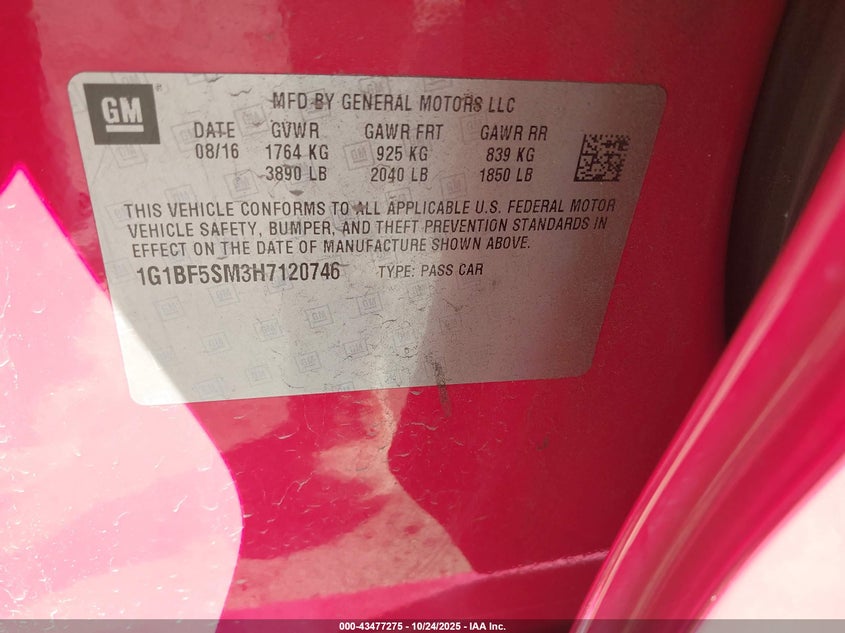 GM
MFD BY GENERAL MOTORS LLC
DATE GVWR GAWR FRT GAWR RR
08/16 1764 KG 925 KG 839 KG
3890 LB 2040 LB 1850 LB
THIS VEHICLE CONFORMS TO ALL APPLICABLE U.S. FEDERAL MOTOR
VEHICLE SAFETY, BUMPER, AND THEFT PREVENTION STANDARDS IN
EFFECT ON THE DATE OF MANUFACTURE SHOWN ABOVE.
1G1BF5SM3H7120746 TYPE: PASS CAR
000-43477275 - 10/24/2025 - IAA Inc.